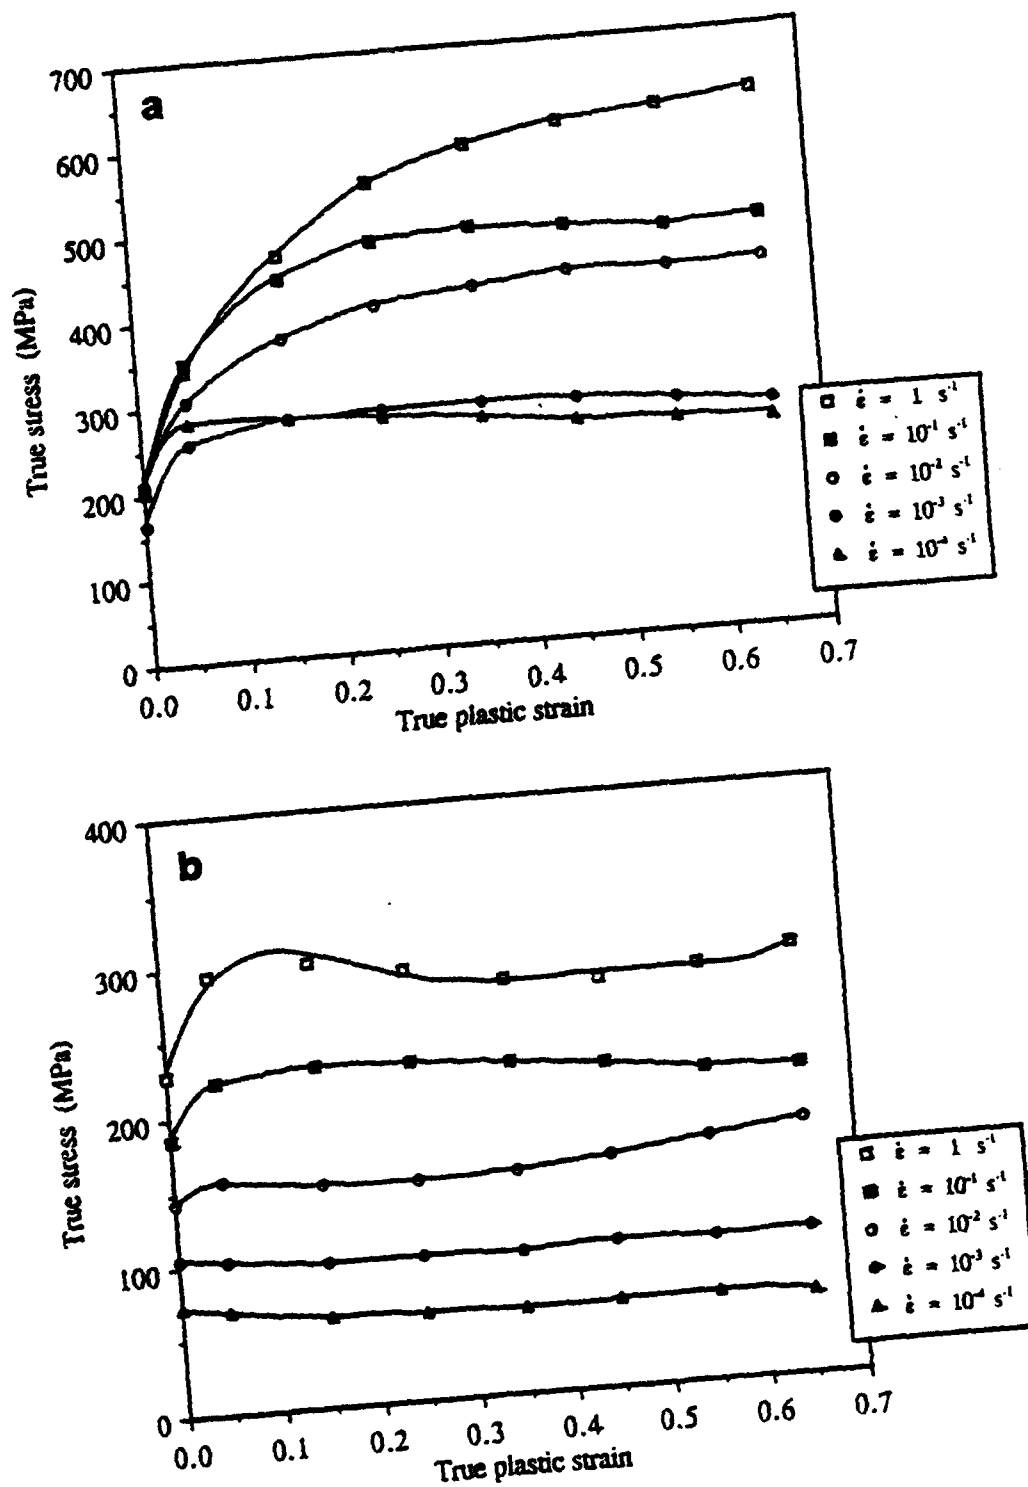 a
700
600
500
400
300
200
100
0
True stress (MPa)
0.0 0.1 0.2 0.3 0.4 0.5 0.6 0.7
True plastic strain
ε̇ = 1 s⁻¹
ε̇ = 10⁻¹ s⁻¹
ε̇ = 10⁻² s⁻¹
ε̇ = 10⁻³ s⁻¹
ε̇ = 10⁻⁴ s⁻¹
b
400
300
200
100
0
True stress (MPa)
0.0 0.1 0.2 0.3 0.4 0.5 0.6 0.7
True plastic strain
ε̇ = 1 s⁻¹
ε̇ = 10⁻¹ s⁻¹
ε̇ = 10⁻² s⁻¹
ε̇ = 10⁻³ s⁻¹
ε̇ = 10⁻⁴ s⁻¹